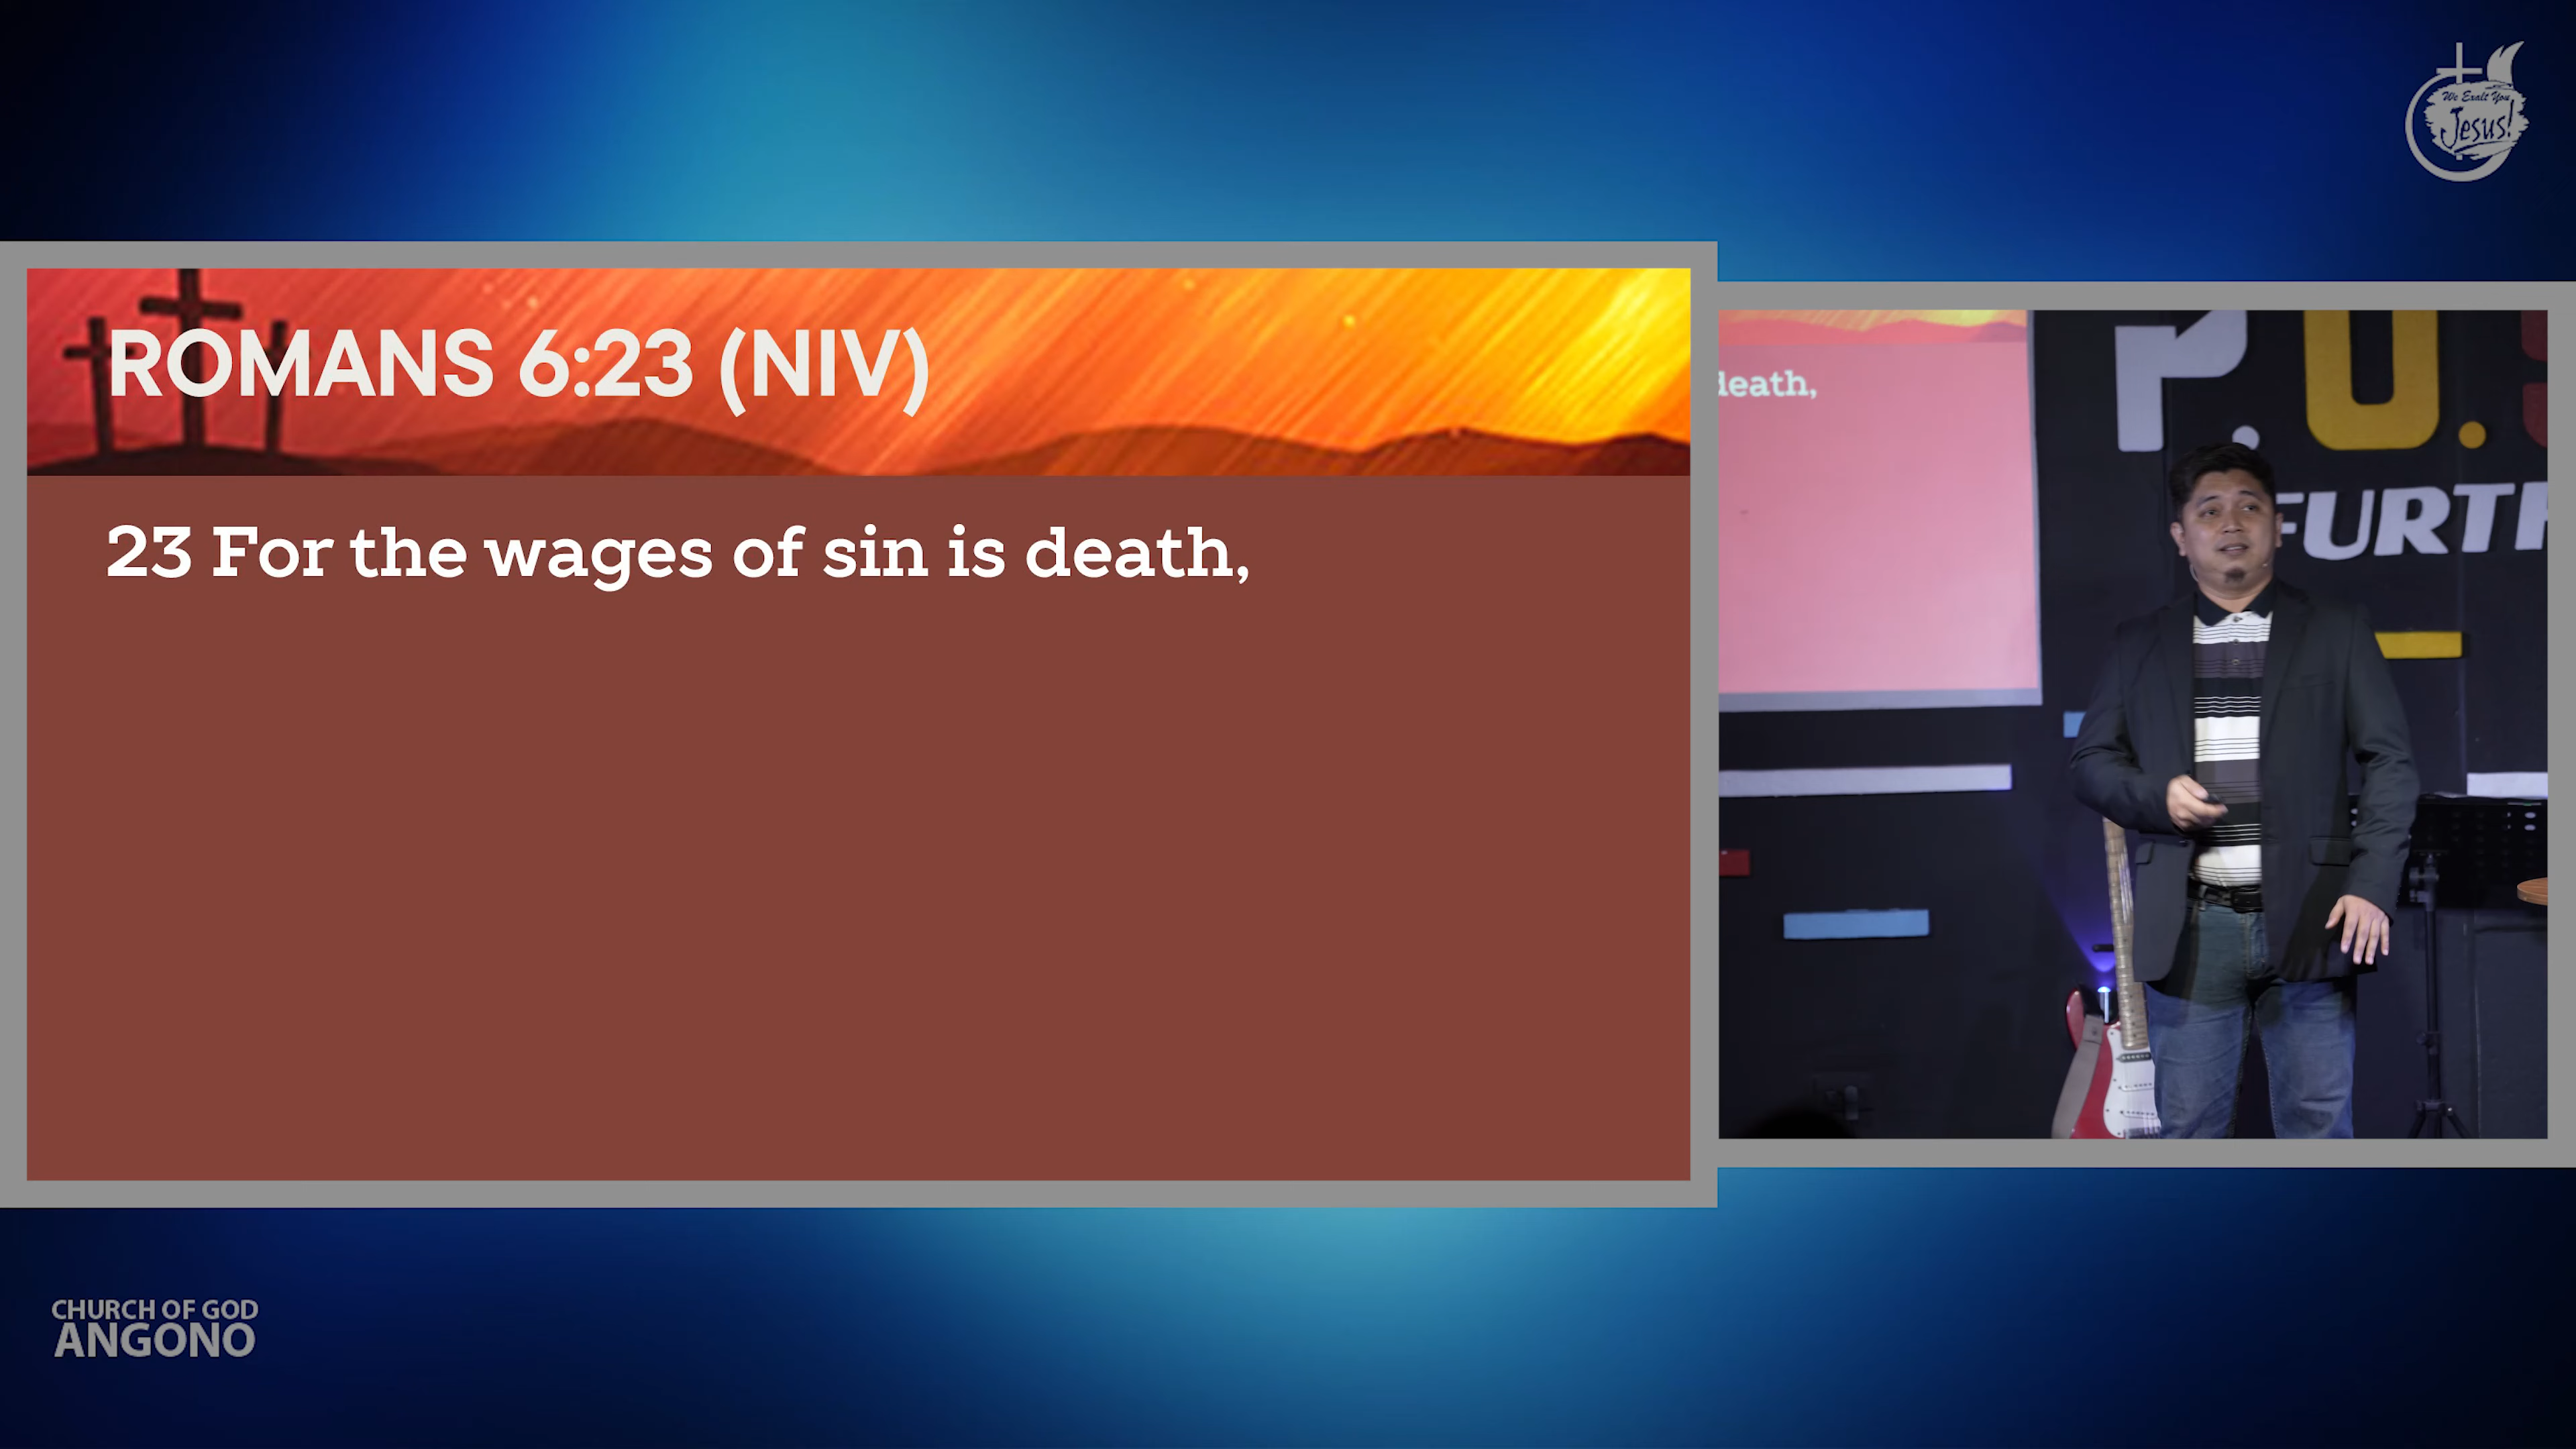 We Exalt You
Jesus!
ROMANS 6:23 (NIV)
23 For the wages of sin is death,
death,
P.U.S
FURTH
CHURCH OF GOD
ANGONO